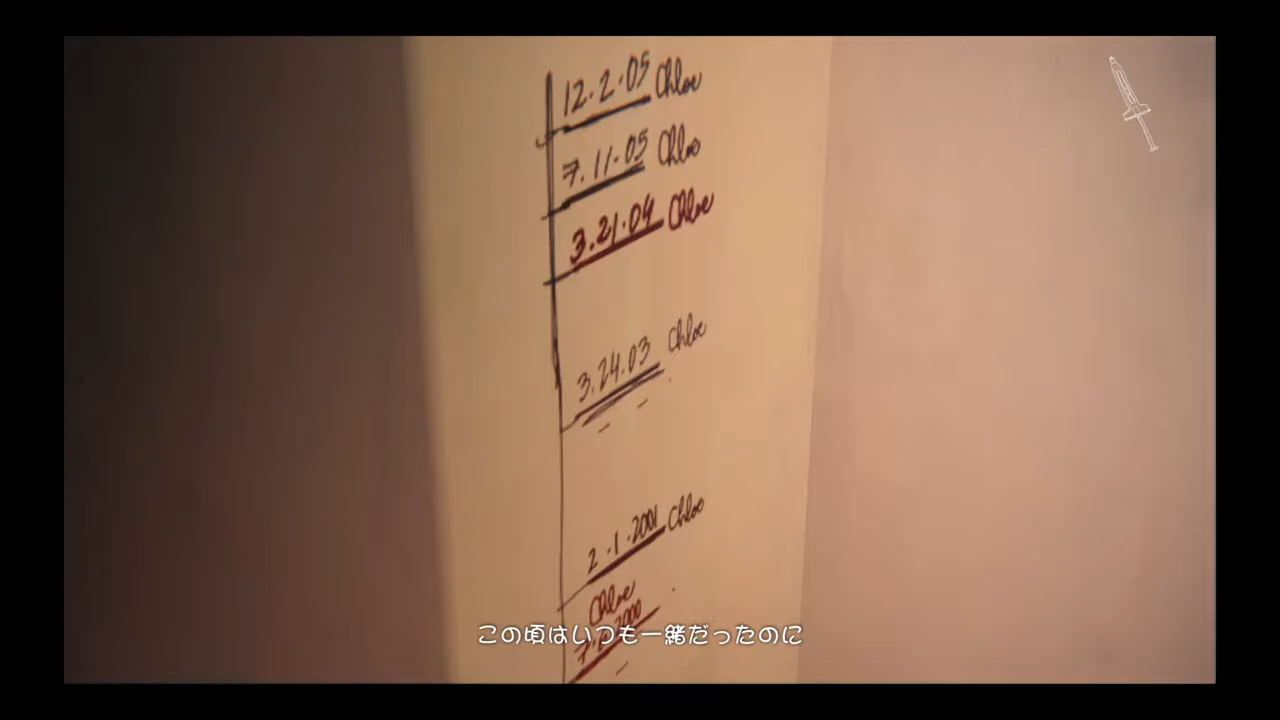 12.2.05 Chloe
7.11.05 Chloe
3.21.04 Chloe
3.24.03 Chloe
2.1.2001 Chloe
Chloe
2000
この頃はいつも一緒だったのに